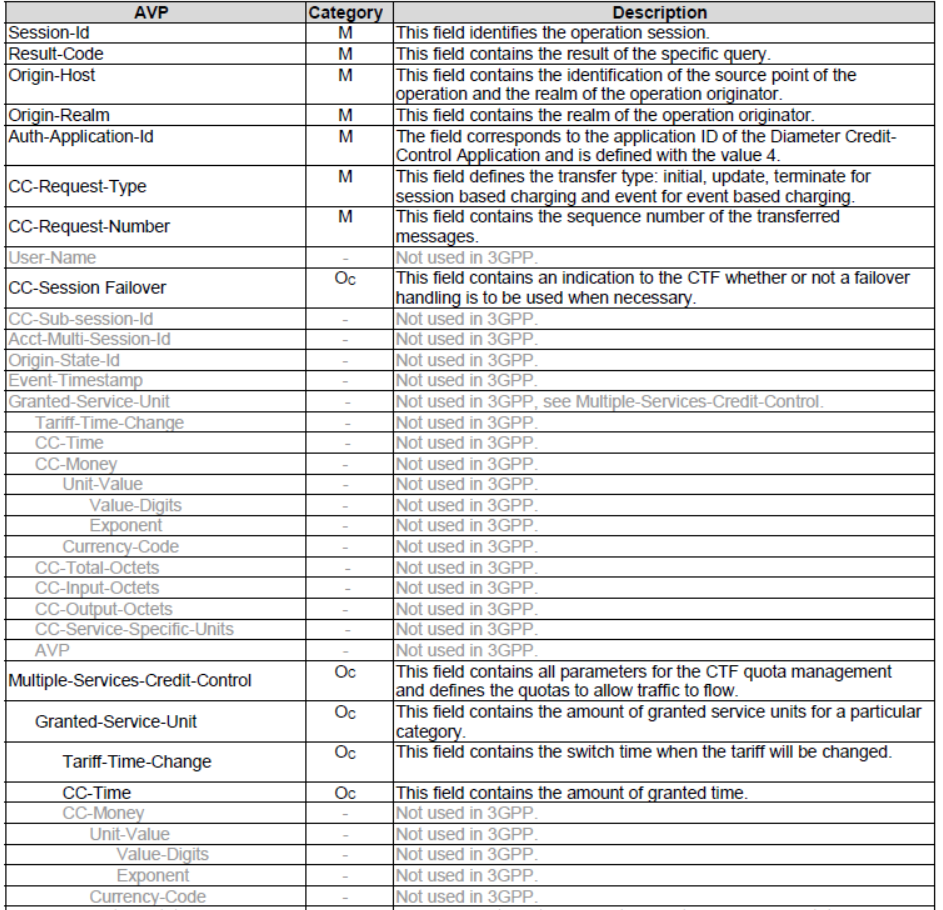 AVP Category Description
Session-Id M This field identifies the operation session.
Result-Code M This field contains the result of the specific query.
Origin-Host M This field contains the identification of the source point of the
operation and the realm of the operation originator.
Origin-Realm M This field contains the realm of the operation originator.
Auth-Application-Id M The field corresponds to the application ID of the Diameter Credit-
Control Application and is defined with the value 4.
CC-Request-Type M This field defines the transfer type: initial, update, terminate for
session based charging and event for event based charging.
CC-Request-Number M This field contains the sequence number of the transferred
messages.
User-Name - Not used in 3GPP.
CC-Session Failover Oc This field contains an indication to the CTF whether or not a failover
handling is to be used when necessary.
CC-Sub-session-Id - Not used in 3GPP.
Acct-Multi-Session-Id - Not used in 3GPP.
Origin-State-Id - Not used in 3GPP.
Event-Timestamp - Not used in 3GPP.
Granted-Service-Unit - Not used in 3GPP, see Multiple-Services-Credit-Control.
Tariff-Time-Change - Not used in 3GPP.
CC-Time - Not used in 3GPP.
CC-Money - Not used in 3GPP.
Unit-Value - Not used in 3GPP.
Value-Digits - Not used in 3GPP.
Exponent - Not used in 3GPP.
Currency-Code - Not used in 3GPP.
CC-Total-Octets - Not used in 3GPP.
CC-Input-Octets - Not used in 3GPP.
CC-Output-Octets - Not used in 3GPP.
CC-Service-Specific-Units - Not used in 3GPP.
AVP - Not used in 3GPP.
Multiple-Services-Credit-Control Oc This field contains all parameters for the CTF quota management
and defines the quotas to allow traffic to flow.
Granted-Service-Unit Oc This field contains the amount of granted service units for a particular
category.
Tariff-Time-Change Oc This field contains the switch time when the tariff will be changed.
CC-Time Oc This field contains the amount of granted time.
CC-Money - Not used in 3GPP.
Unit-Value - Not used in 3GPP.
Value-Digits - Not used in 3GPP.
Exponent - Not used in 3GPP.
Currency-Code - Not used in 3GPP.